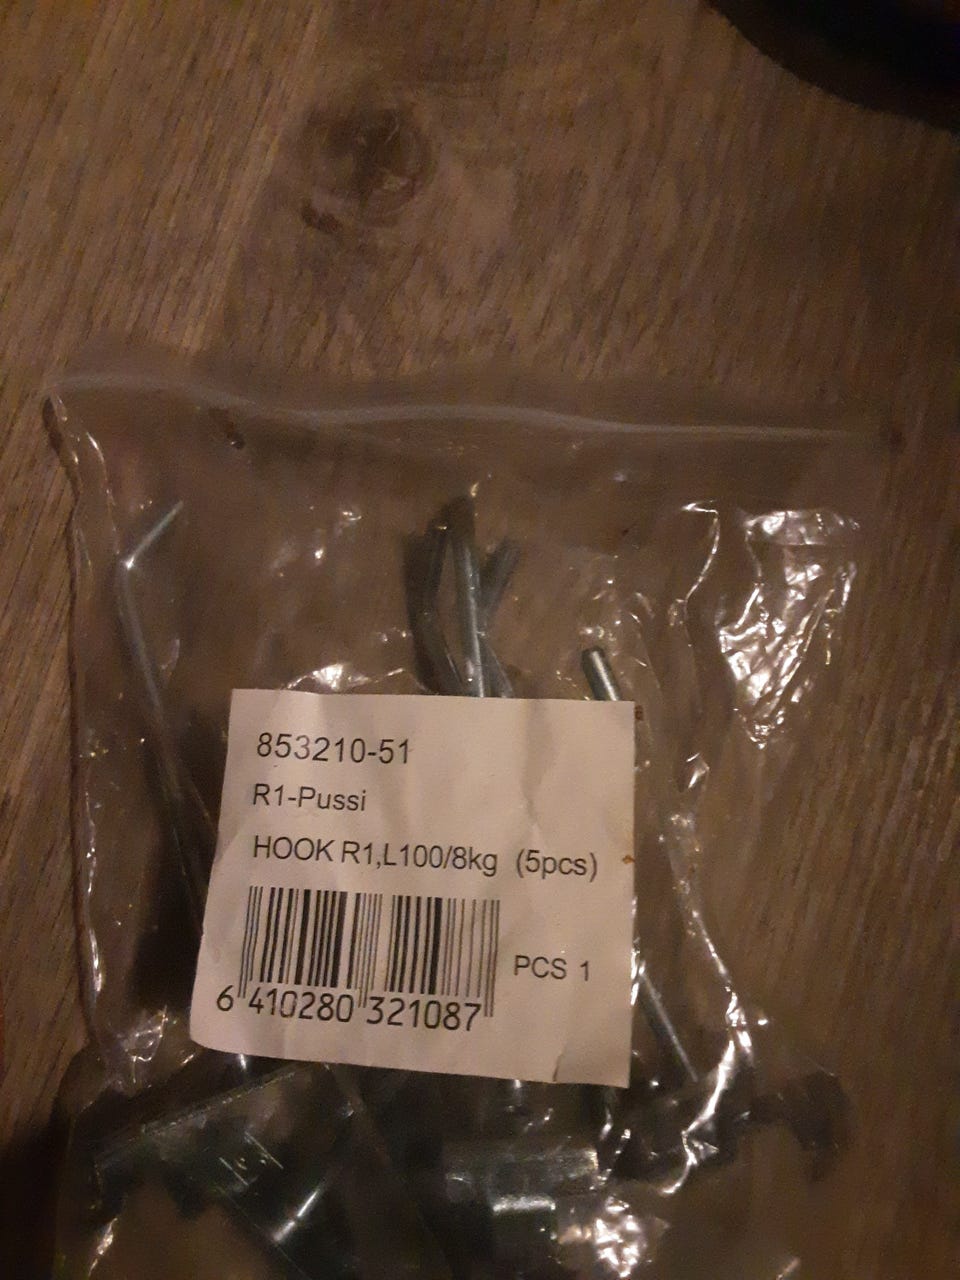 853210-51
R1-Pussi
HOOK R1,L100/8kg (5pcs)
PCS 1
6 410280 321087